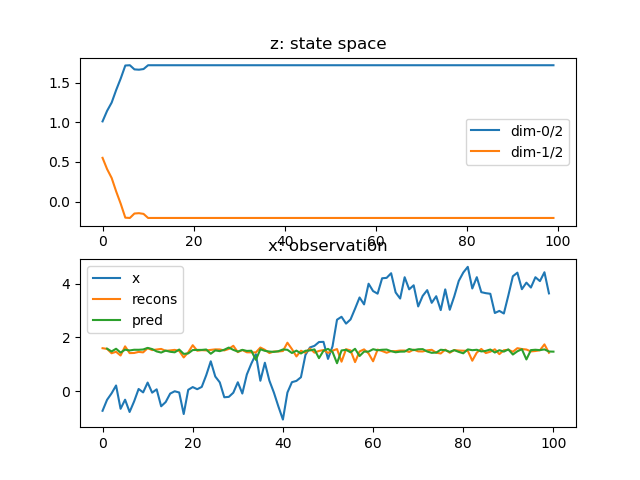 z: state space
1.5
1.0
0.5
0.0
dim-0/2
dim-1/2
0 20 40 60 80 100
x: observation
4
2
0
x
recons
pred
0 20 40 60 80 100